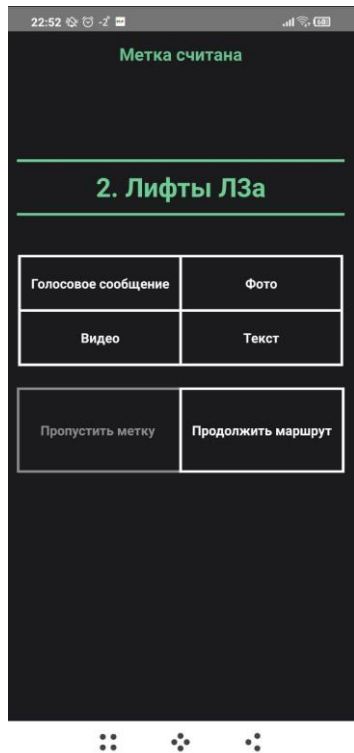 22:52
Метка считана
2. Лифты Л3а
Голосовое сообщение
Фото
Видео
Текст
Пропустить метку
Продолжить маршрут